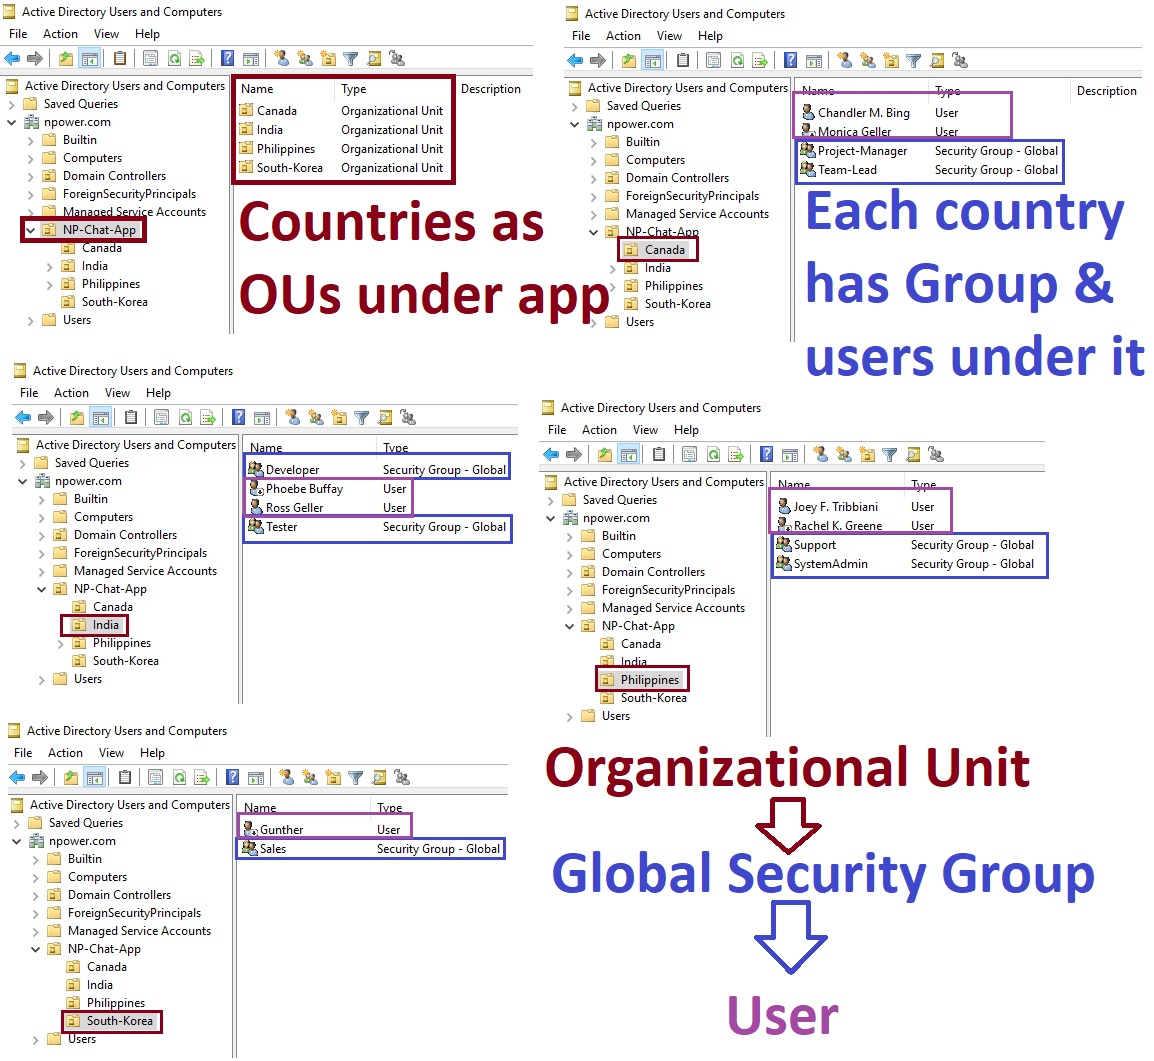 Active Directory Users and Computers
File Action View Help
Active Directory Users and Computers
Saved Queries
npower.com
Builtin
Computers
Domain Controllers
ForeignSecurityPrincipals
Managed Service Accounts
NP-Chat-App
Canada
India
Philippines
South-Korea
Users
Name Type Description
Canada Organizational Unit
India Organizational Unit
Philippines Organizational Unit
South-Korea Organizational Unit
Countries as
OUs under app
Active Directory Users and Computers
File Action View Help
Active Directory Users and Computers
Saved Queries
npower.com
Builtin
Computers
Domain Controllers
ForeignSecurityPrincipals
Managed Service Accounts
NP-Chat-App
Canada
India
Philippines
South-Korea
Users
Name Type Description
Chandler M. Bing User
Monica Geller User
Project-Manager Security Group - Global
Team-Lead Security Group - Global
Each country
has Group &
users under it
Active Directory Users and Computers
File Action View Help
Active Directory Users and Computers
Saved Queries
npower.com
Builtin
Computers
Domain Controllers
ForeignSecurityPrincipals
Managed Service Accounts
NP-Chat-App
Canada
India
Philippines
South-Korea
Users
Name Type
Developer Security Group - Global
Phoebe Buffay User
Ross Geller User
Tester Security Group - Global
Active Directory Users and Computers
File Action View Help
Active Directory Users and Computers
Saved Queries
npower.com
Builtin
Computers
Domain Controllers
ForeignSecurityPrincipals
Managed Service Accounts
NP-Chat-App
Canada
India
Philippines
South-Korea
Users
Name Type
Joey F. Tribbiani User
Rachel K. Greene User
Support Security Group - Global
SystemAdmin Security Group - Global
Active Directory Users and Computers
File Action View Help
Active Directory Users and Computers
Saved Queries
npower.com
Builtin
Computers
Domain Controllers
ForeignSecurityPrincipals
Managed Service Accounts
NP-Chat-App
Canada
India
Philippines
South-Korea
Users
Name Type
Gunther User
Sales Security Group - Global
Organizational Unit
Global Security Group
User